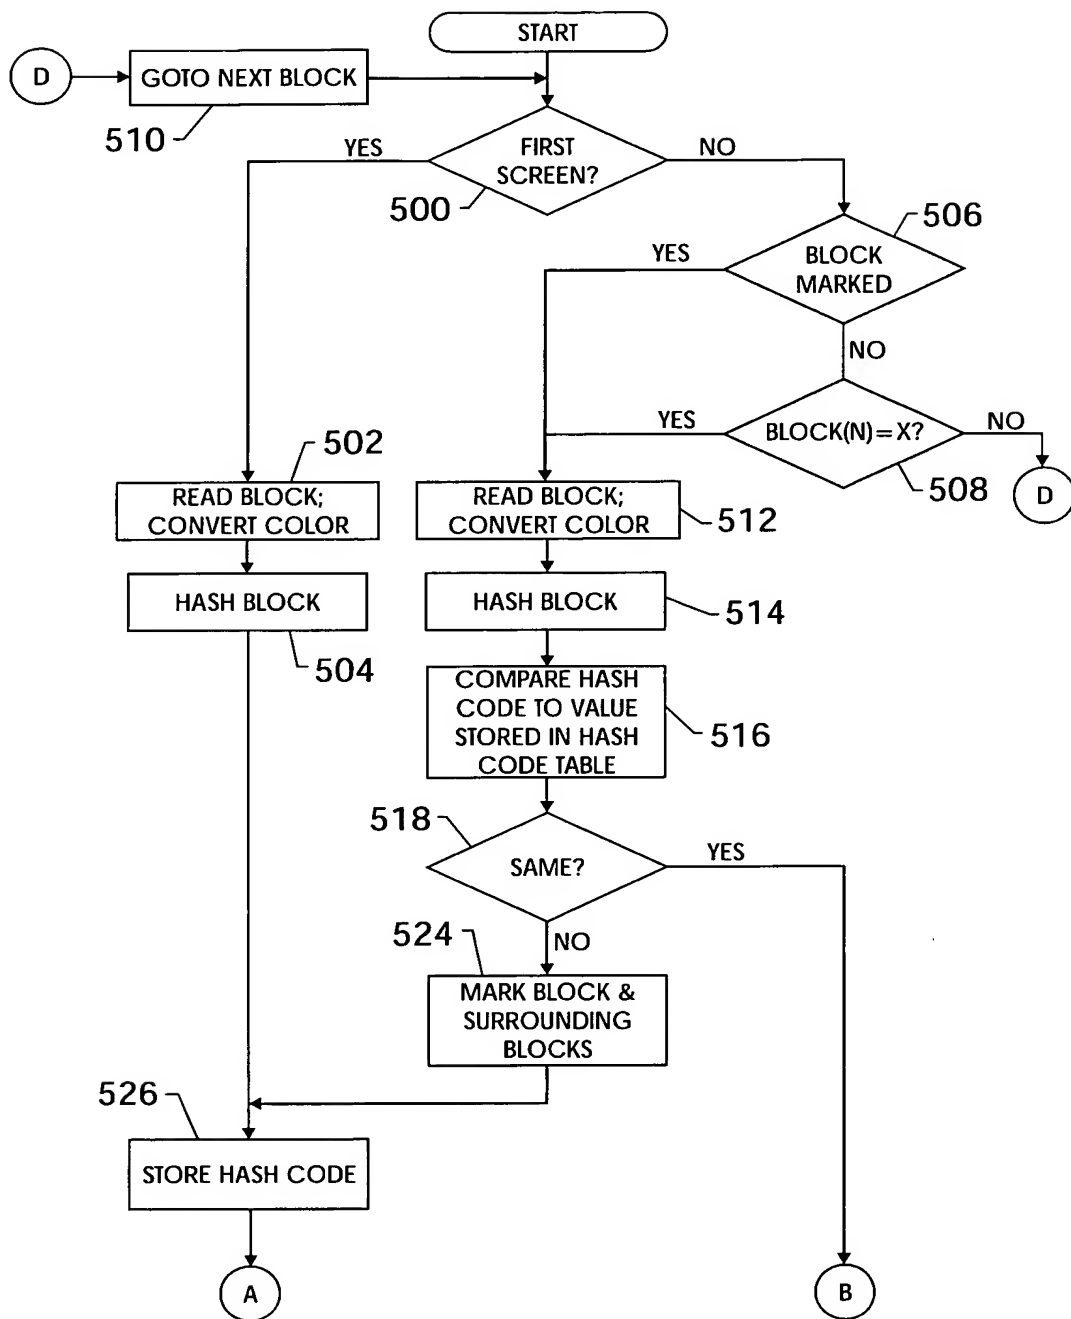 START
D
GOTO NEXT BLOCK
510
YES
FIRST
SCREEN?
NO
500
506
YES
BLOCK
MARKED
NO
YES
BLOCK(N)=X?
NO
508
D
502
READ BLOCK;
CONVERT COLOR
READ BLOCK;
CONVERT COLOR
512
HASH BLOCK
504
HASH BLOCK
514
COMPARE HASH
CODE TO VALUE
STORED IN HASH
CODE TABLE
516
518
SAME?
YES
NO
524
MARK BLOCK &
SURROUNDING
BLOCKS
526
STORE HASH CODE
A
B